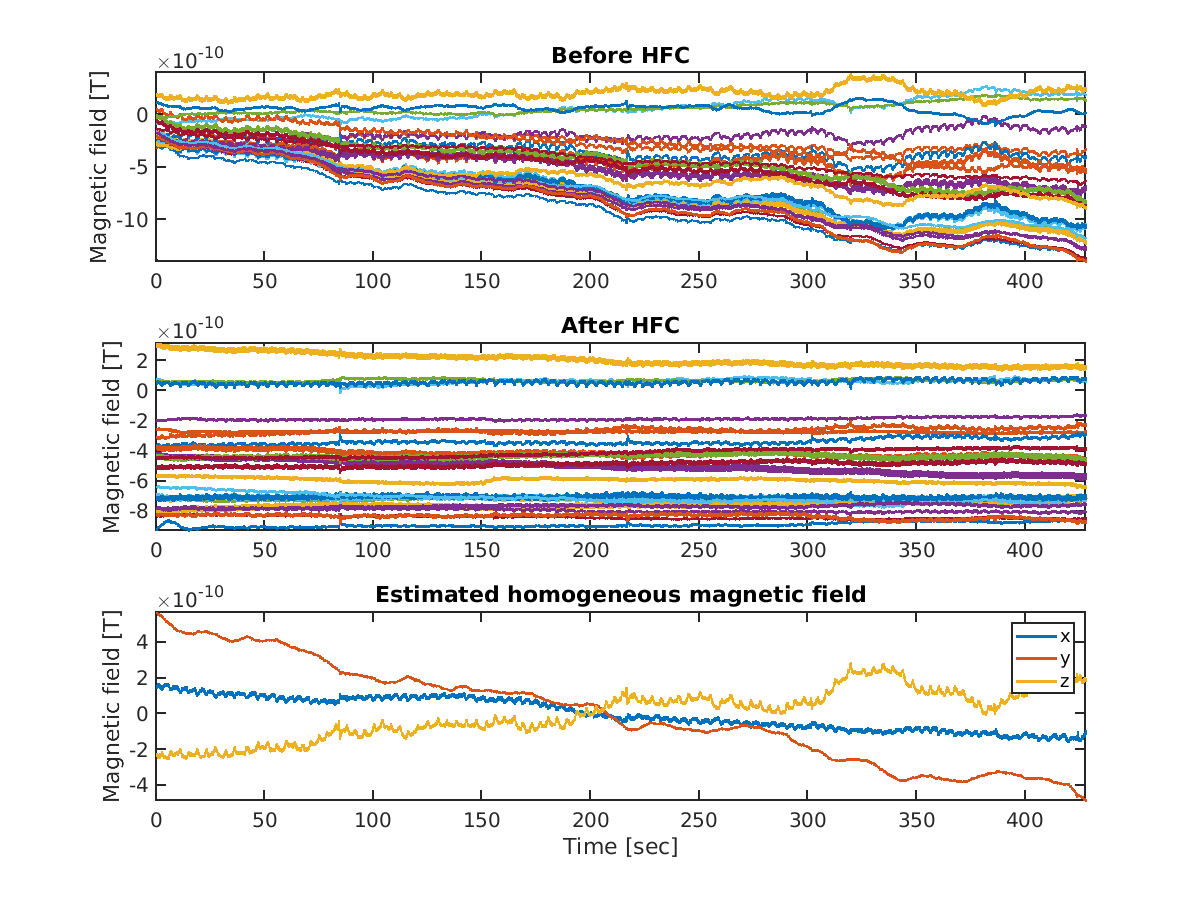 Before HFC
×10-10
Magnetic field [T]
0
-5
-10
0 50 100 150 200 250 300 350 400
After HFC
×10-10
Magnetic field [T]
2
0
-2
-4
-6
-8
0 50 100 150 200 250 300 350 400
Estimated homogeneous magnetic field
×10-10
Magnetic field [T]
4
2
0
-2
-4
x
y
z
0 50 100 150 200 250 300 350 400
Time [sec]